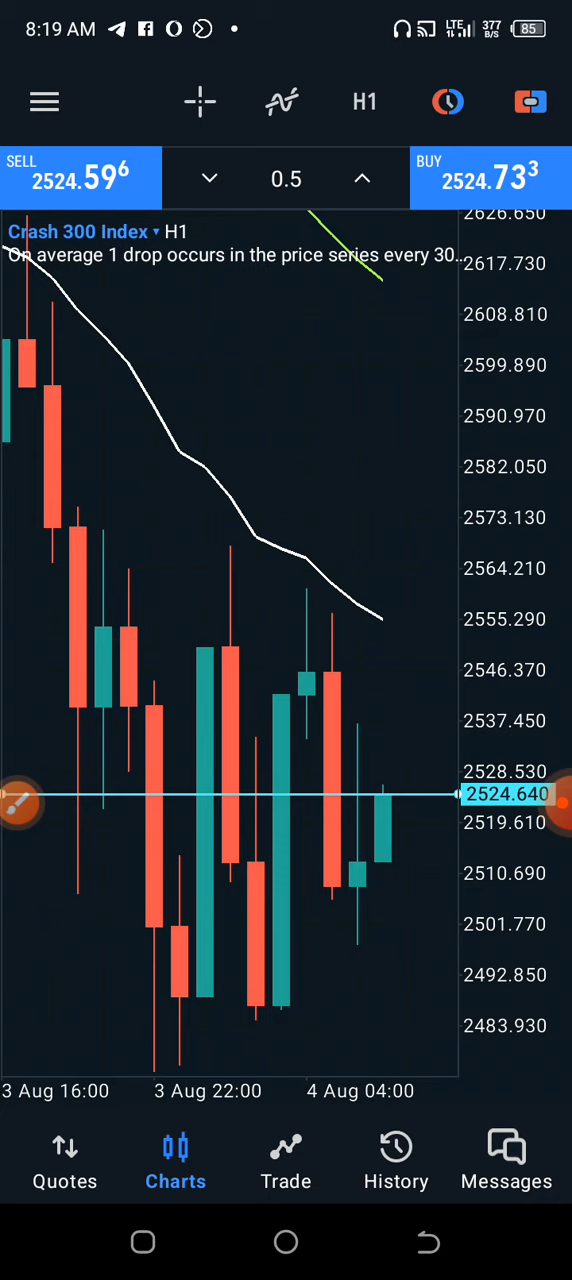 8:19 AM
LTE
377
B/S
85
H1
SELL
2524.59⁶
0.5
BUY
2524.73³
Crash 300 Index ▾ H1
On average 1 drop occurs in the price series every 30...
2626.650
2617.730
2608.810
2599.890
2590.970
2582.050
2573.130
2564.210
2555.290
2546.370
2537.450
2528.530
2524.640
2519.610
2510.690
2501.770
2492.850
2483.930
3 Aug 16:00
3 Aug 22:00
4 Aug 04:00
Quotes
Charts
Trade
History
Messages